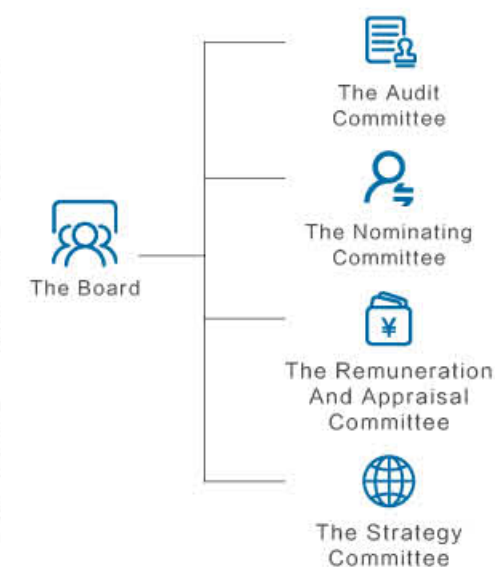 The Board
The Audit
Committee
The Nominating
Committee
¥
The Remuneration
And Appraisal
Committee
The Strategy
Committee